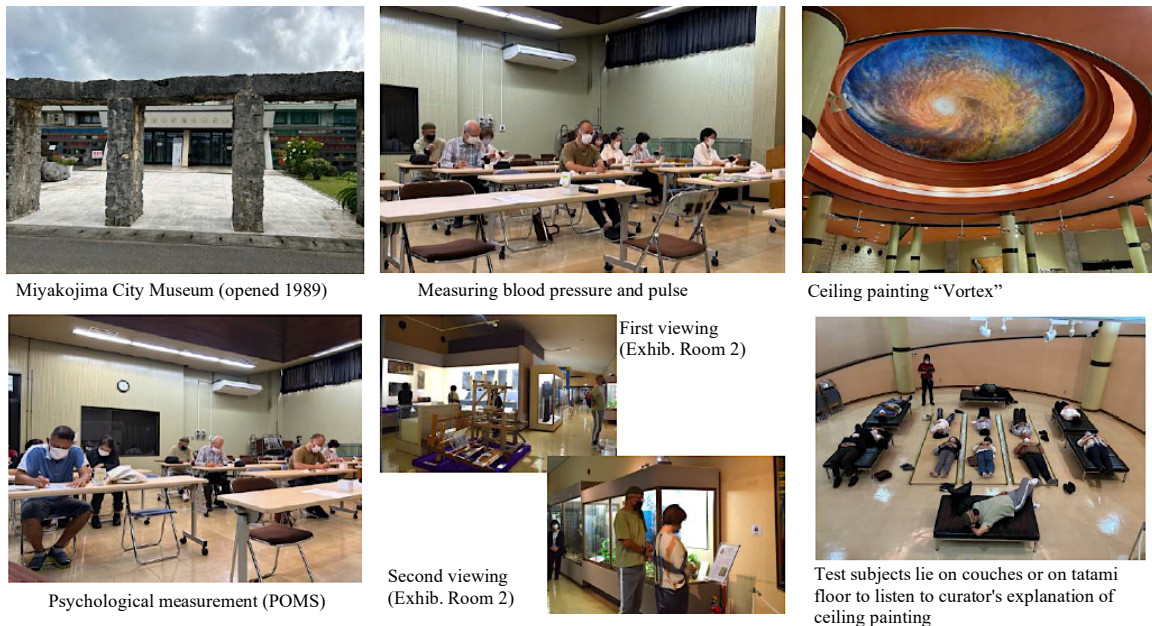 Miyakojima City Museum (opened 1989)
Measuring blood pressure and pulse
Ceiling painting “Vortex”
First viewing
(Exhib. Room 2)
Second viewing
(Exhib. Room 2)
Psychological measurement (POMS)
Test subjects lie on couches or on tatami
floor to listen to curator's explanation of
ceiling painting